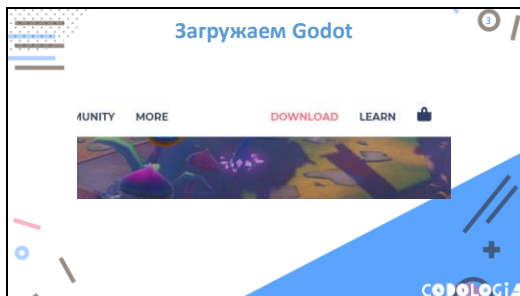 Загружаем Godot
3
MUNITY MORE DOWNLOAD LEARN
CODOLOGIA